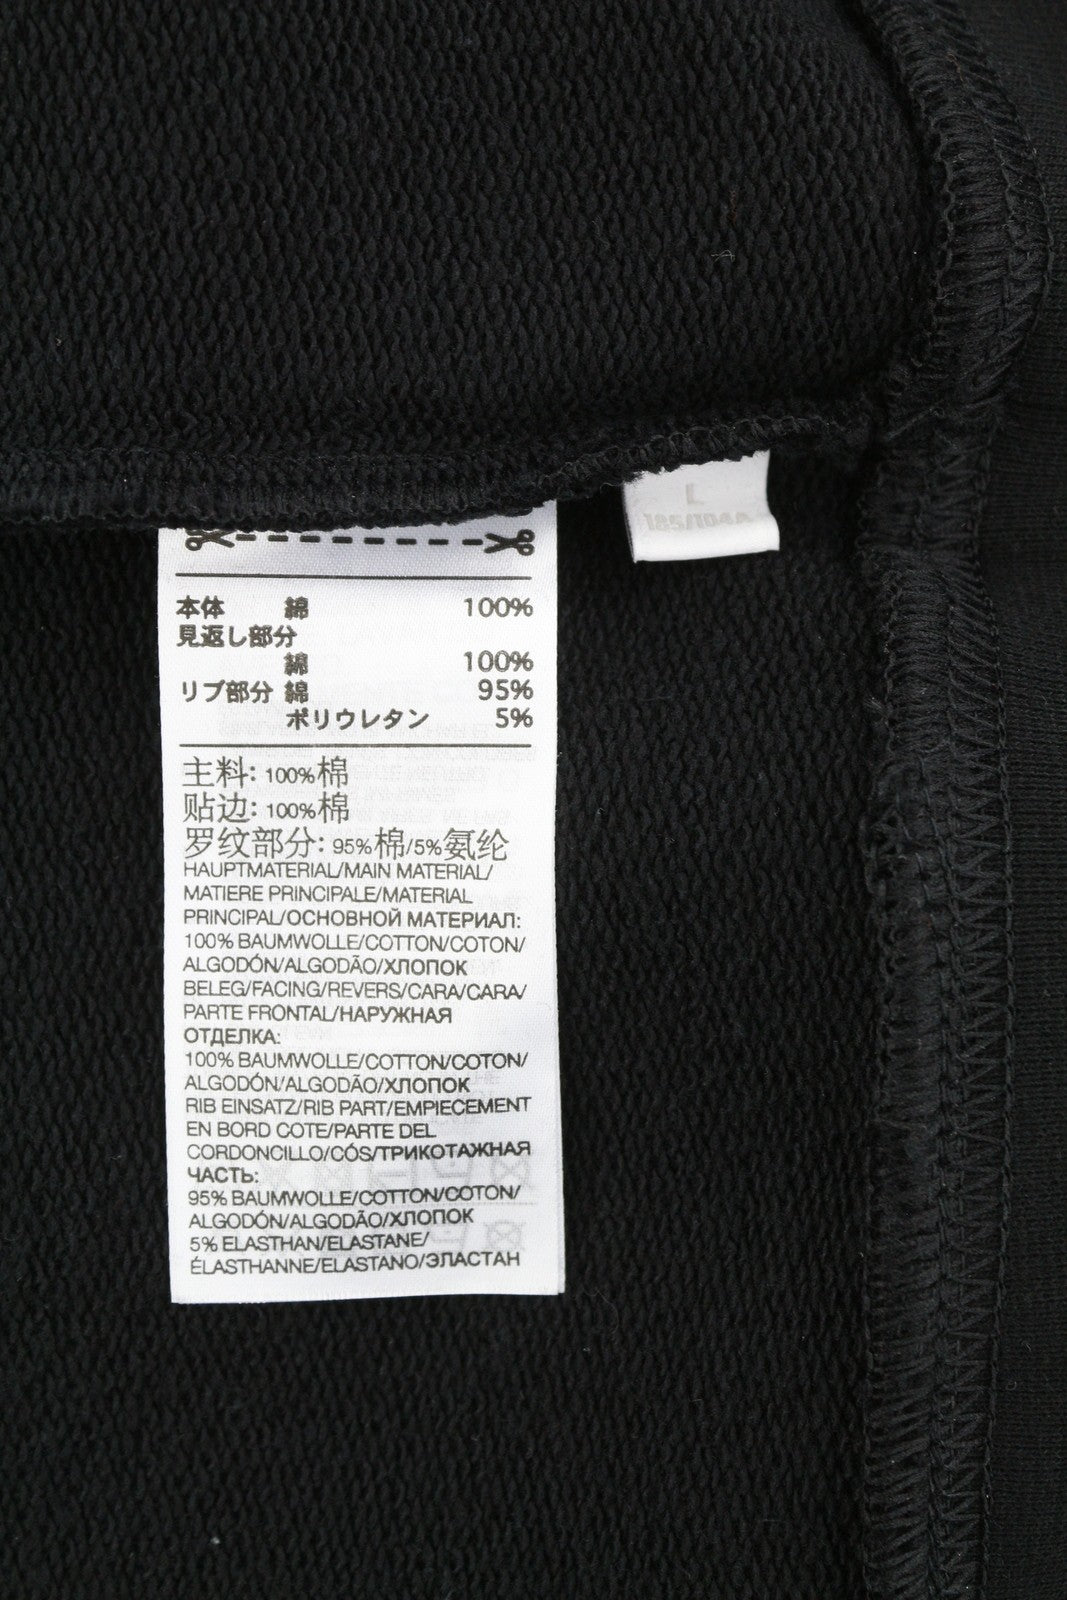 本体 綿 100%
見返し部分
綿 100%
リブ部分 綿 95%
ポリウレタン 5%
主料: 100%棉
贴边: 100%棉
罗纹部分: 95%棉/5%氨纶
HAUPTMATERIAL/MAIN MATERIAL/
MATIERE PRINCIPALE/MATERIAL
PRINCIPAL/ОСНОВНОЙ МАТЕРИАЛ:
100% BAUMWOLLE/COTTON/COTON/
ALGODÓN/ALGODÃO/ХЛОПОК
BELEG/FACING/REVERS/CARA/CARA/
PARTE FRONTAL/НАРУЖНАЯ
ОТДЕЛКА:
100% BAUMWOLLE/COTTON/COTON/
ALGODÓN/ALGODÃO/ХЛОПОК
RIB EINSATZ/RIB PART/EMPIECEMENT
EN BORD COTE/PARTE DEL
CORDONCILLO/CÓS/ТРИКОТАЖНАЯ
ЧАСТЬ:
95% BAUMWOLLE/COTTON/COTON/
ALGODÓN/ALGODÃO/ХЛОПОК
5% ELASTHAN/ELASTANE/
ÉLASTHANNE/ELASTANO/ЭЛАСТАН
L
185/104A